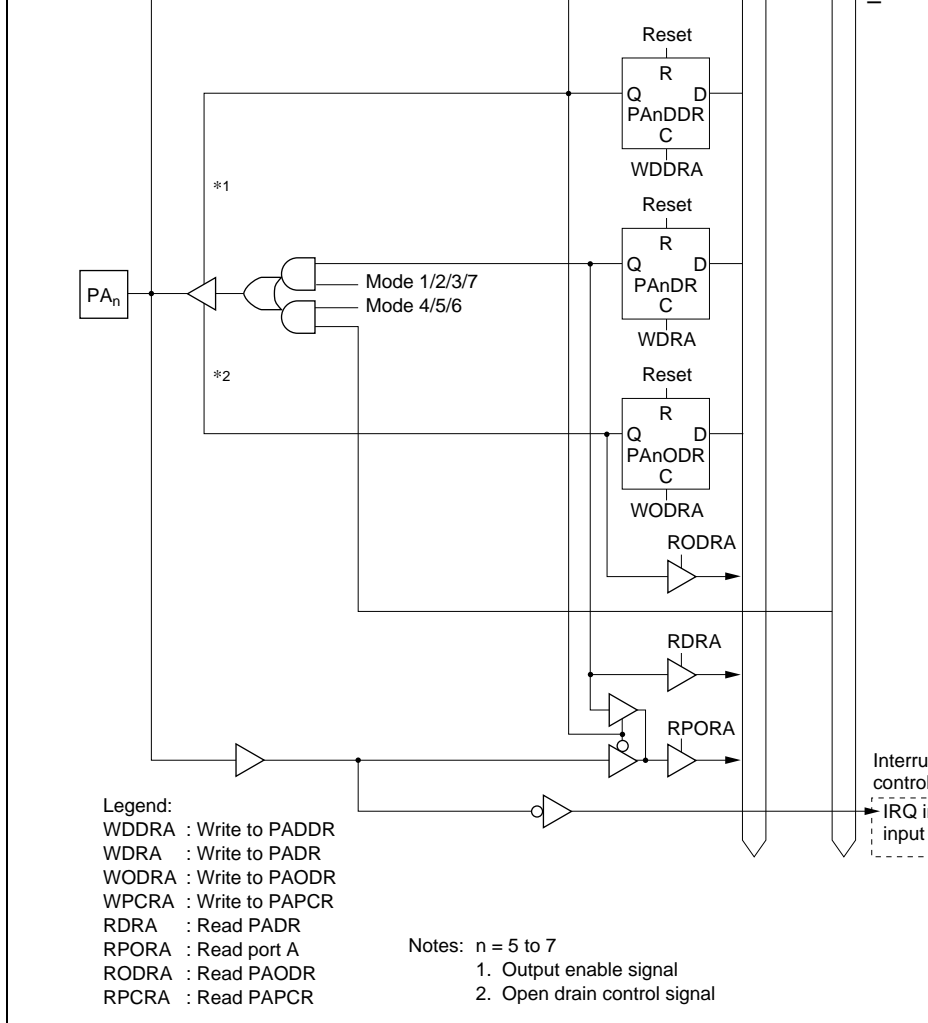 Reset
R
Q D
PAnDDR
C
WDDRA
*1
Reset
R
Q D
PAnDR
C
WDRA
Mode 1/2/3/7
Mode 4/5/6
PAn
*2
Reset
R
Q D
PAnODR
C
WODRA
RODRA
RDRA
RPORA
control
IRQ
input
Legend:
WDDRA : Write to PADDR
WDRA : Write to PADR
WODRA : Write to PAODR
WPCRA : Write to PAPCR
RDRA : Read PADR
RPORA : Read port A
RODRA : Read PAODR
RPCRA : Read PAPCR
Notes: n = 5 to 7
1. Output enable signal
2. Open drain control signal